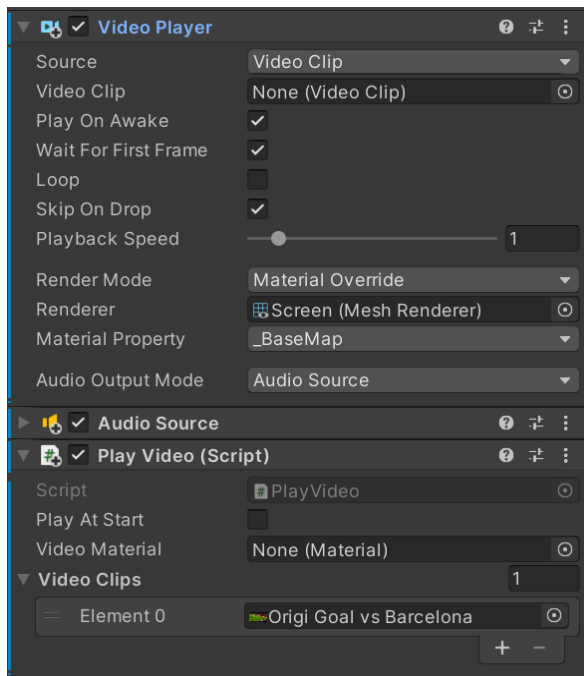 Video Player
Source Video Clip
Video Clip None (Video Clip)
Play On Awake
Wait For First Frame
Loop
Skip On Drop
Playback Speed 1
Render Mode Material Override
Renderer Screen (Mesh Renderer)
Material Property _BaseMap
Audio Output Mode Audio Source
Audio Source
# Play Video (Script)
Script # PlayVideo
Play At Start
Video Material None (Material)
Video Clips 1
Element 0 Origi Goal vs Barcelona
+ −